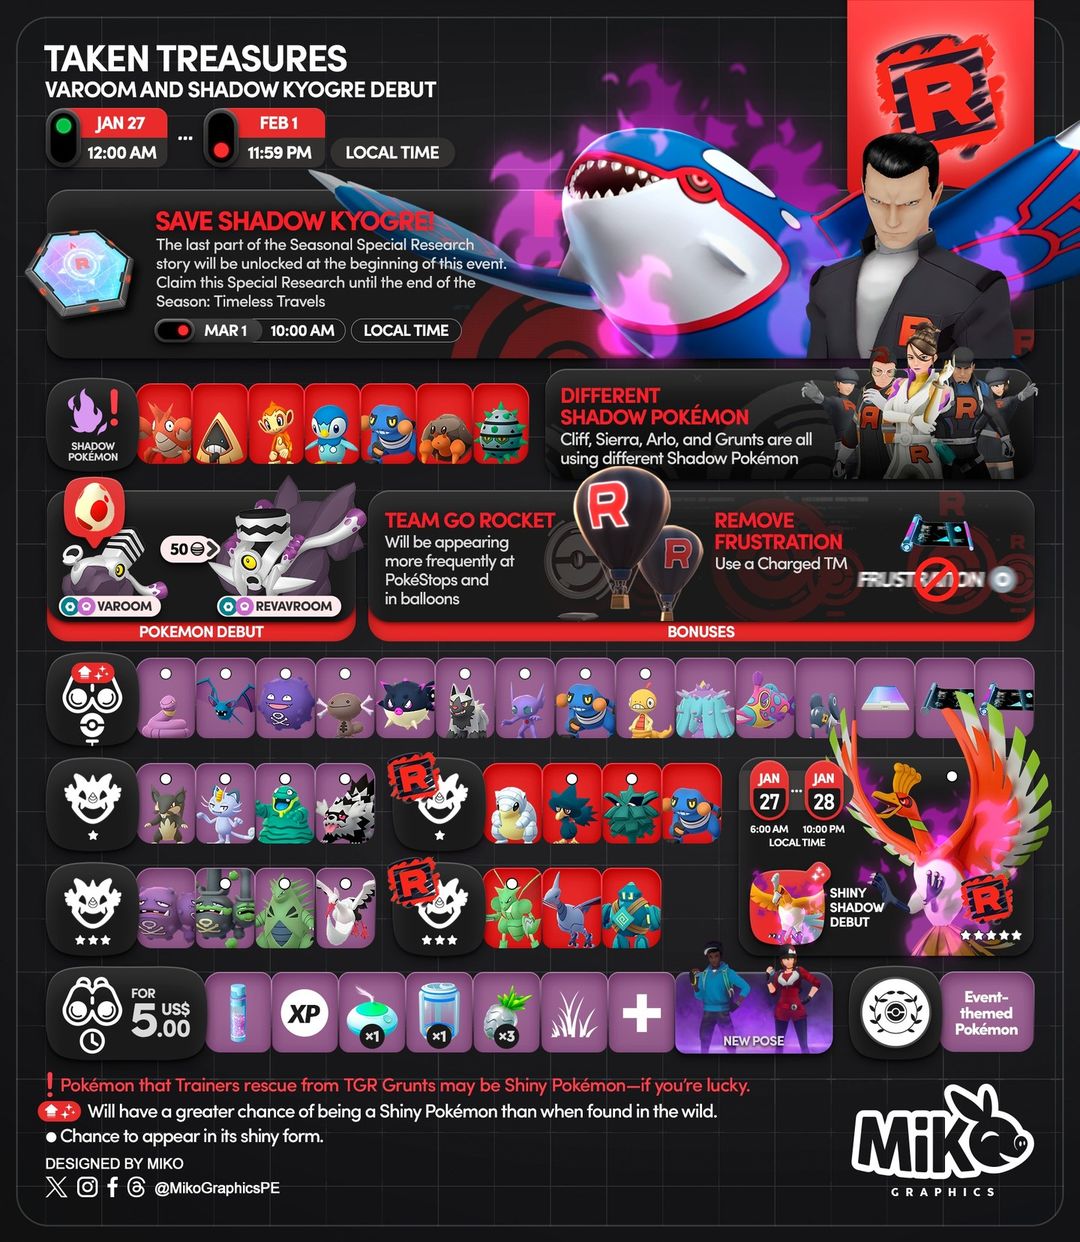 TAKEN TREASURES
VAROOM AND SHADOW KYOGRE DEBUT
JAN 27
12:00 AM
...
FEB 1
11:59 PM
LOCAL TIME
R
SAVE SHADOW KYOGRE!
The last part of the Seasonal Special Research
story will be unlocked at the beginning of this event.
Claim this Special Research until the end of the
Season: Timeless Travels
MAR 1
10:00 AM
LOCAL TIME
SHADOW
POKÉMON
DIFFERENT
SHADOW POKÉMON
Cliff, Sierra, Arlo, and Grunts are all
using different Shadow Pokémon
50
VAROOM
REVAVROOM
POKEMON DEBUT
TEAM GO ROCKET
Will be appearing
more frequently at
PokéStops and
in balloons
R
R
REMOVE
FRUSTRATION
Use a Charged TM
FRUSTRATION
BONUSES
R
R
JAN
27
...
JAN
28
6:00 AM
10:00 PM
LOCAL TIME
SHINY
SHADOW
DEBUT
R
FOR
5.00
US$
XP
×1
×1
×3
NEW POSE
Event-
themed
Pokémon
! Pokémon that Trainers rescue from TGR Grunts may be Shiny Pokémon—if you're lucky.
Will have a greater chance of being a Shiny Pokémon than when found in the wild.
Chance to appear in its shiny form.
DESIGNED BY MIKO
@MikoGraphicsPE
MiKO
GRAPHICS